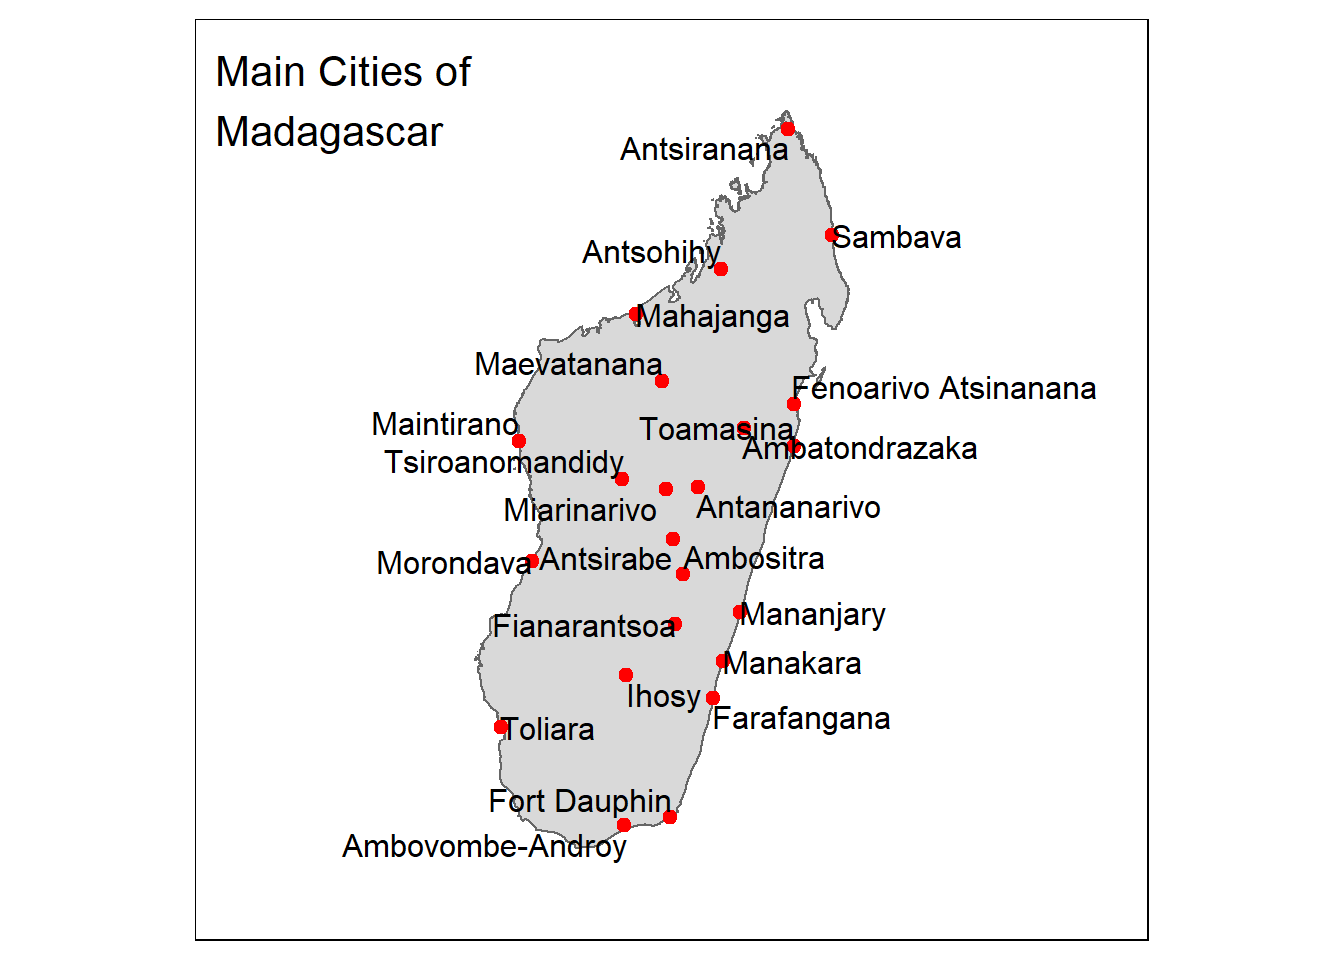 Main Cities of
Madagascar
Antsiranana
Sambava
Antsohihy
Mahajanga
Maevatanana
Fenoarivo Atsinanana
Maintirano
Toamasina
Ambatondrazaka
Tsiroanomandidy
Miarinarivo
Antananarivo
Morondava
Antsirabe
Ambositra
Mananjary
Fianarantsoa
Manakara
Ihosy
Farafangana
Toliara
Fort Dauphin
Ambovombe-Androy